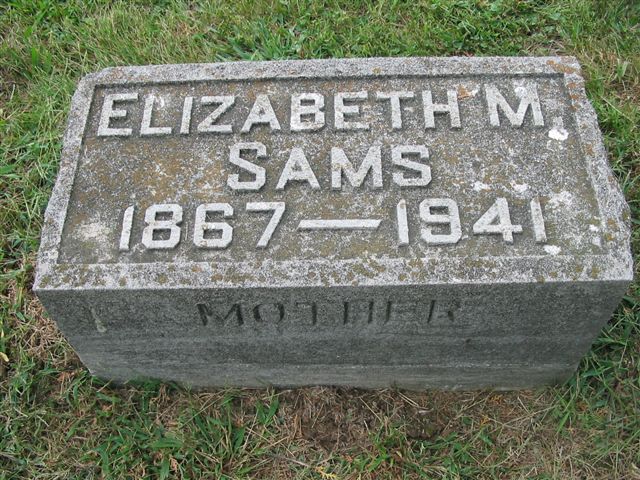 ELIZABETH M.
SAMS
1867—1941
MOTHER